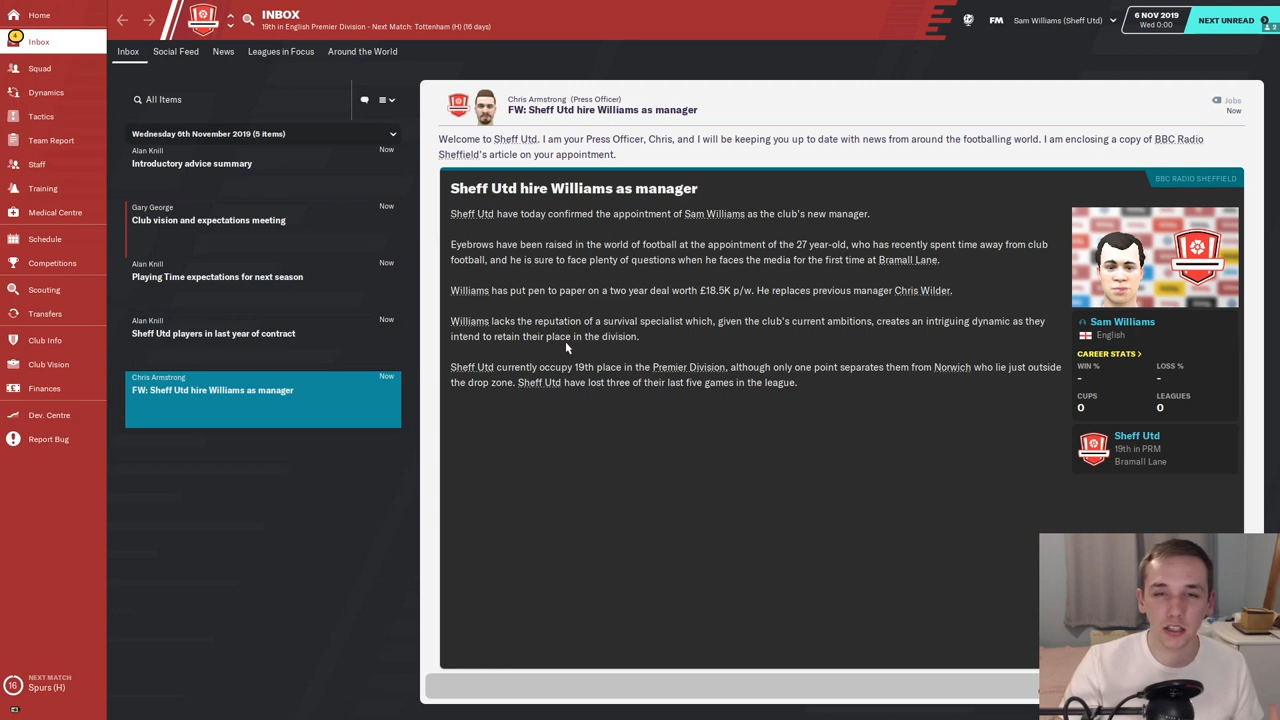 Home
Inbox
Squad
Dynamics
Tactics
Team Report
Staff
Training
Medical Centre
Schedule
Competitions
Scouting
Transfers
Club Info
Club Vision
Finances
Dev. Centre
Report Bug
16
NEXT MATCH
Spurs (H)
4
INBOX
19th in English Premier Division - Next Match: Tottenham (H) (16 days)
FM
Sam Williams (Sheff Utd)
6 NOV 2019
Wed 0:00
NEXT UNREAD
2
Inbox
Social Feed
News
Leagues in Focus
Around the World
All Items
Wednesday 6th November 2019 (5 items)
Alan Knill
Now
Introductory advice summary
Gary George
Now
Club vision and expectations meeting
Alan Knill
Now
Playing Time expectations for next season
Alan Knill
Now
Sheff Utd players in last year of contract
Chris Armstrong
Now
FW: Sheff Utd hire Williams as manager
Chris Armstrong (Press Officer)
FW: Sheff Utd hire Williams as manager
Jobs
Now
Welcome to Sheff Utd. I am your Press Officer, Chris, and I will be keeping you up to date with news from around the footballing world. I am enclosing a copy of BBC Radio
Sheffield's article on your appointment.
BBC RADIO SHEFFIELD
Sheff Utd hire Williams as manager
Sheff Utd have today confirmed the appointment of Sam Williams as the club's new manager.
Eyebrows have been raised in the world of football at the appointment of the 27 year-old, who has recently spent time away from club
football, and he is sure to face plenty of questions when he faces the media for the first time at Bramall Lane.
Williams has put pen to paper on a two year deal worth £18.5K p/w. He replaces previous manager Chris Wilder.
Williams lacks the reputation of a survival specialist which, given the club's current ambitions, creates an intriguing dynamic as they
intend to retain their place in the division.
Sheff Utd currently occupy 19th place in the Premier Division, although only one point separates them from Norwich who lie just outside
the drop zone. Sheff Utd have lost three of their last five games in the league.
Sam Williams
English
CAREER STATS >
WIN %
LOSS %
-
-
CUPS
LEAGUES
0
0
Sheff Utd
19th in PRM
Bramall Lane